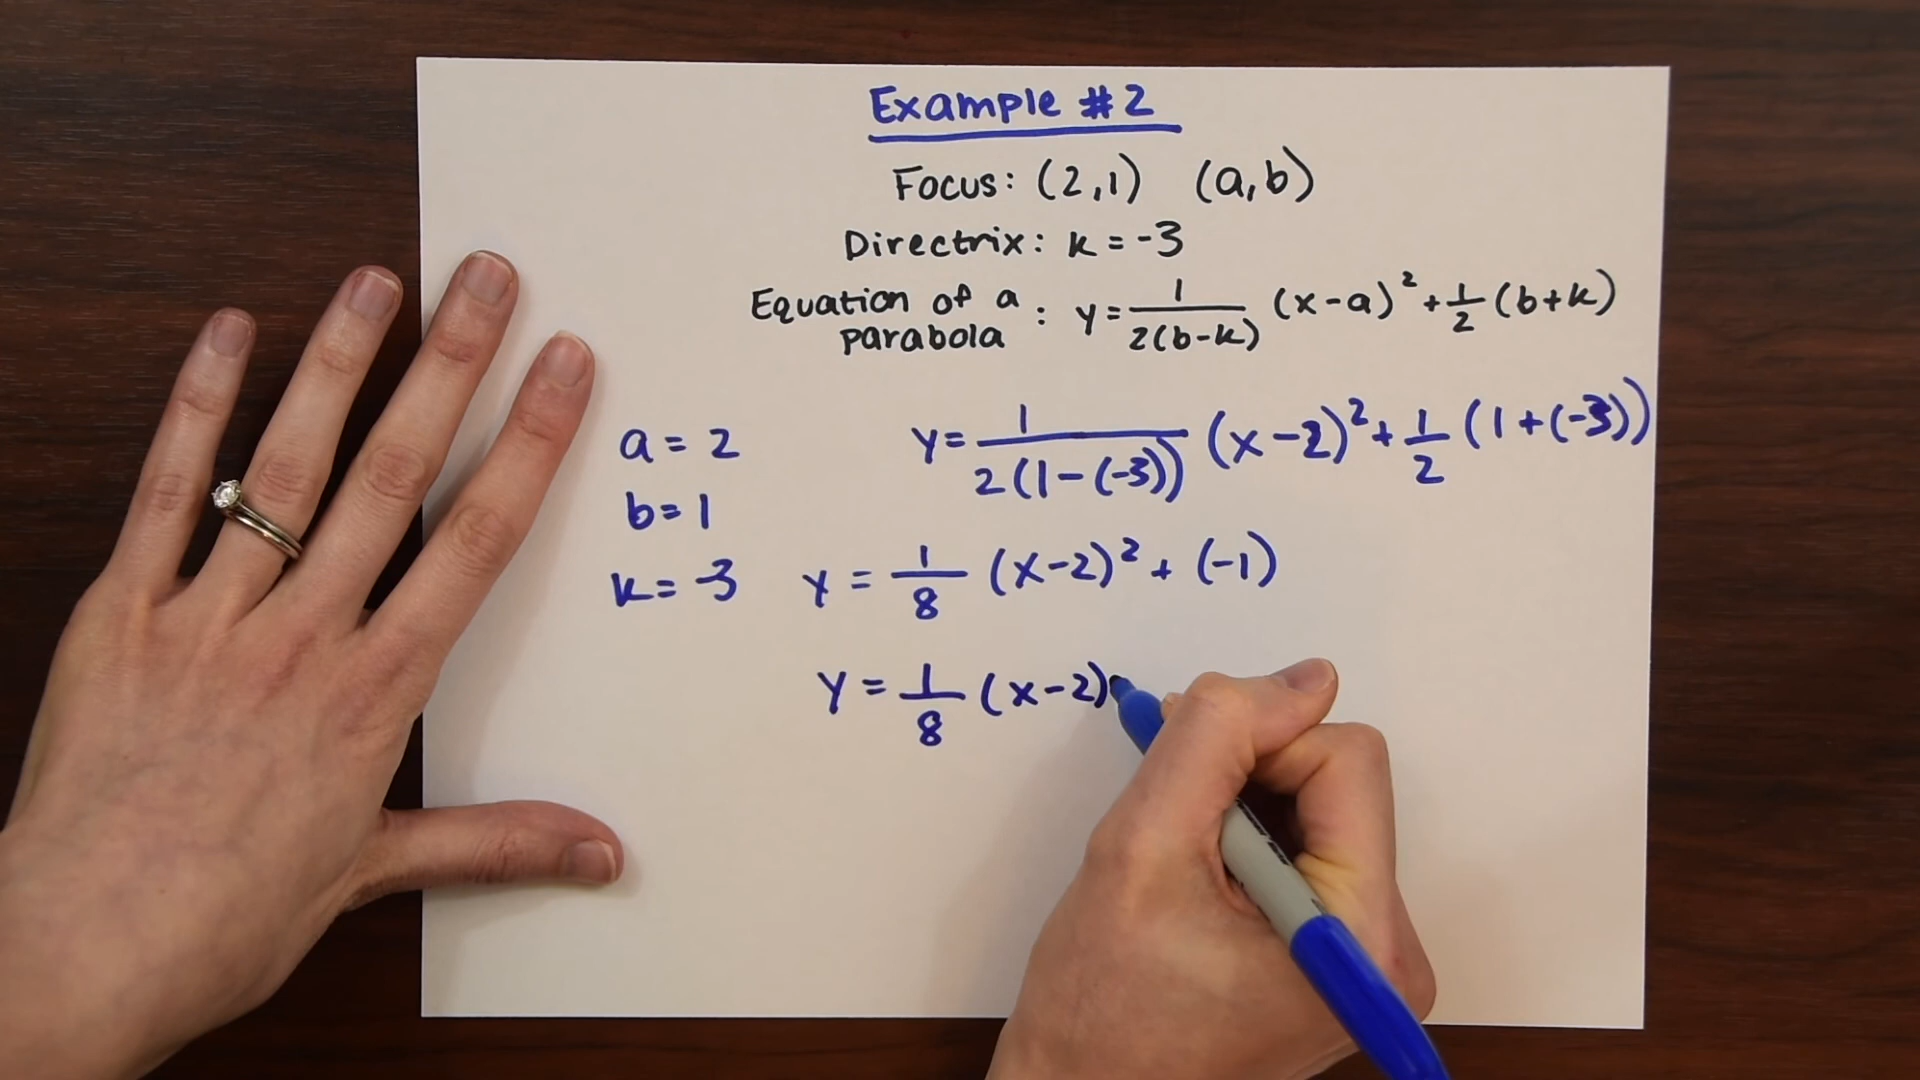 Example #2
Focus: (2,1) (a,b)
Directrix: k = -3
Equation of a parabola : y = 1/2(b-k) (x-a)² + 1/2 (b+k)
a = 2
b = 1
k = -3
y = 1/2(1-(-3)) (x-2)² + 1/2 (1+(-3))
y = 1/8 (x-2)² + (-1)
y = 1/8 (x-2)